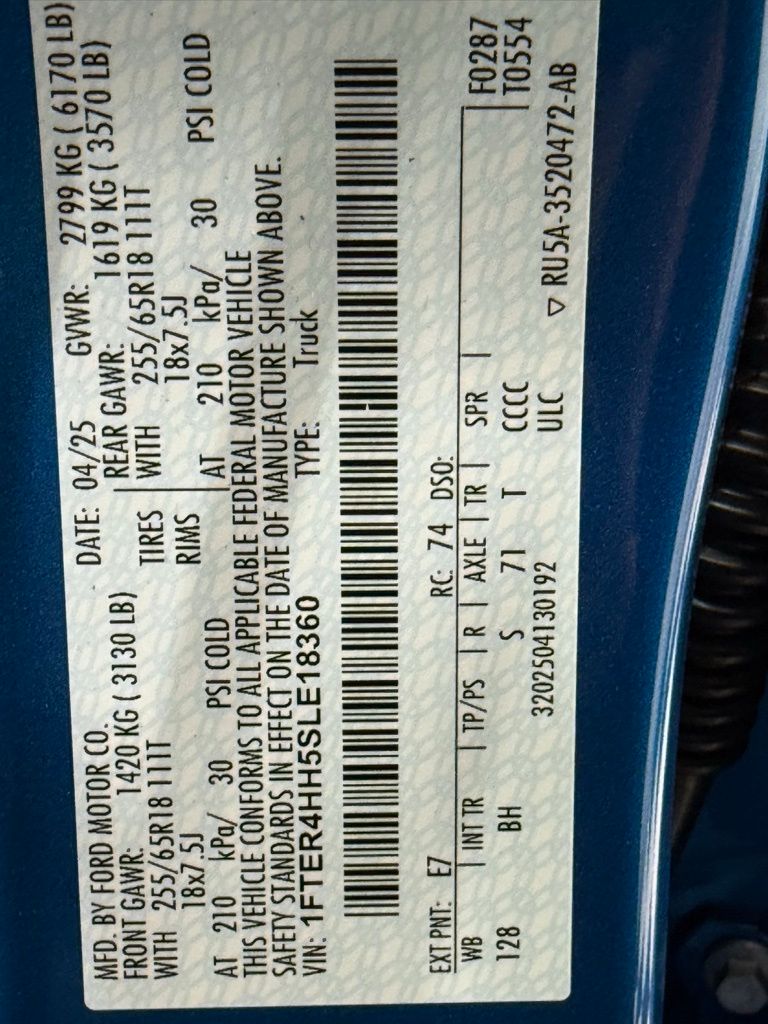 MFD. BY FORD MOTOR CO.
DATE: 04/25 GVWR: 2799 KG ( 6170 LB)
FRONT GAWR: 1420 KG ( 3130 LB) REAR GAWR: 1619 KG ( 3570 LB)
WITH 255/65R18 111T TIRES WITH 255/65R18 111T
18x7.5J RIMS 18x7.5J
AT 210 kPa/ 30 PSI COLD AT 210 kPa/ 30 PSI COLD
THIS VEHICLE CONFORMS TO ALL APPLICABLE FEDERAL MOTOR VEHICLE
SAFETY STANDARDS IN EFFECT ON THE DATE OF MANUFACTURE SHOWN ABOVE.
VIN: 1FTER4HH5SLE18360 TYPE: Truck
EXT PNT: E7 RC: 74 DSO: F0287
T0554
WB INT TR TP/PS R AXLE TR SPR
128 BH S 71 T CCCC
ULC
3202504130192
▽ RU5A-3520472-AB